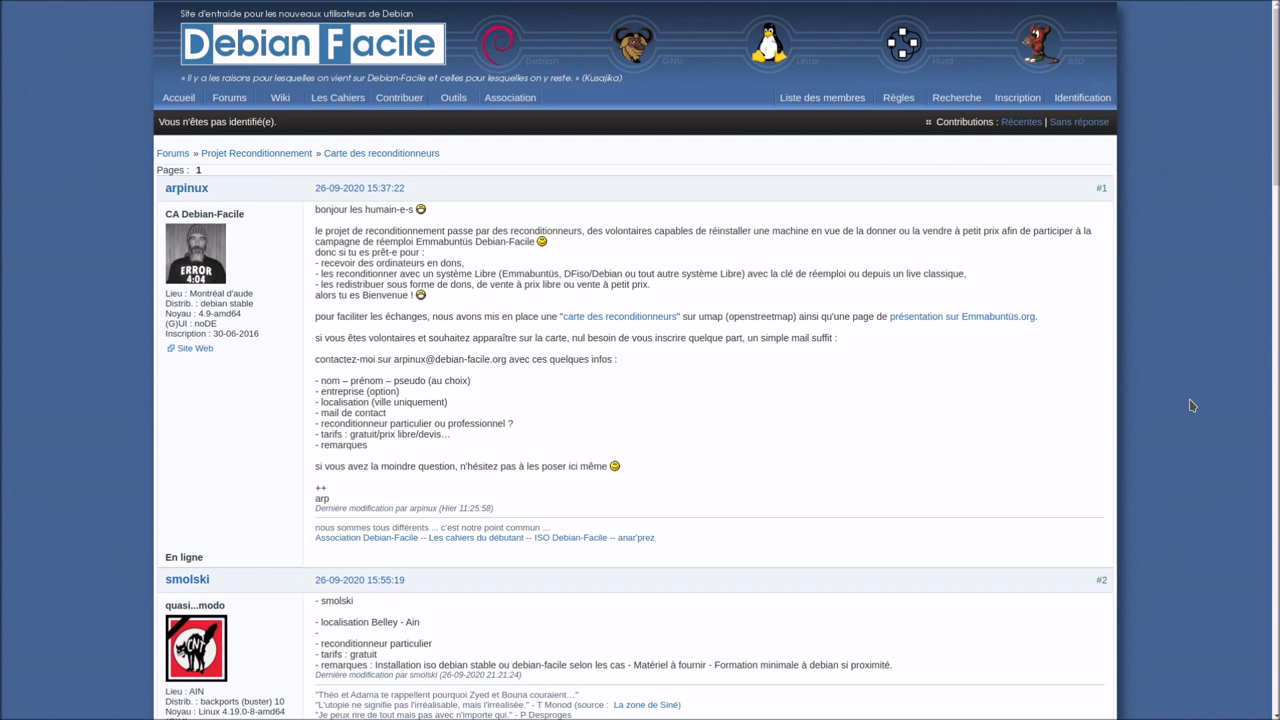 Site d'entraide pour les nouveaux utilisateurs de Debian
Debian Facile
Debian GNU Linux Hurd BSD
« Il y a les raisons pour lesquelles on vient sur Debian-Facile et celles pour lesquelles on y reste. » (Kusajika)
Accueil Forums Wiki Les Cahiers Contribuer Outils Association Liste des membres Règles Recherche Inscription Identification
Vous n'êtes pas identifié(e). Contributions : Récentes | Sans réponse
Forums » Projet Reconditionnement » Carte des reconditionneurs
Pages : 1
arpinux 26-09-2020 15:37:22 #1
CA Debian-Facile
ERROR
4:04
Lieu : Montréal d'aude
Distrib. : debian stable
Noyau : 4.9-amd64
(G)UI : noDE
Inscription : 30-06-2016
Site Web
bonjour les humain-e-s
le projet de reconditionnement passe par des reconditionneurs, des volontaires capables de réinstaller une machine en vue de la donner ou la vendre à petit prix afin de participer à la
campagne de réemploi Emmabuntüs Debian-Facile
donc si tu es prêt-e pour :
- recevoir des ordinateurs en dons,
- les reconditionner avec un système Libre (Emmabuntüs, DFiso/Debian ou tout autre système Libre) avec la clé de réemploi ou depuis un live classique,
- les redistribuer sous forme de dons, de vente à prix libre ou vente à petit prix.
alors tu es Bienvenue !
pour faciliter les échanges, nous avons mis en place une "carte des reconditionneurs" sur umap (openstreetmap) ainsi qu'une page de présentation sur Emmabuntüs.org.
si vous êtes volontaires et souhaitez apparaître sur la carte, nul besoin de vous inscrire quelque part, un simple mail suffit :
contactez-moi sur arpinux@debian-facile.org avec ces quelques infos :
- nom – prénom – pseudo (au choix)
- entreprise (option)
- localisation (ville uniquement)
- mail de contact
- reconditionneur particulier ou professionnel ?
- tarifs : gratuit/prix libre/devis…
- remarques
si vous avez la moindre question, n'hésitez pas à les poser ici même
++
arp
Dernière modification par arpinux (Hier 11:25:58)
nous sommes tous différents ... c'est notre point commun ...
Association Debian-Facile -- Les cahiers du débutant -- ISO Debian-Facile -- anar'prez
En ligne
smolski 26-09-2020 15:55:19 #2
quasi...modo
CNT
Lieu : AIN
Distrib. : backports (buster) 10
Noyau : Linux 4.19.0-8-amd64
- smolski
- localisation Belley - Ain
-
- reconditionneur particulier
- tarifs : gratuit
- remarques : Installation iso debian stable ou debian-facile selon les cas - Matériel à fournir - Formation minimale à debian si proximité.
Dernière modification par smolski (26-09-2020 21:21:24)
"Théo et Adama te rappellent pourquoi Zyed et Bouna couraient…"
"L'utopie ne signifie pas l'irréalisable, mais l'irréalisée." - T Monod (source : La zone de Siné)
"Je peux rire de tout mais pas avec n'importe qui." - P Desproges